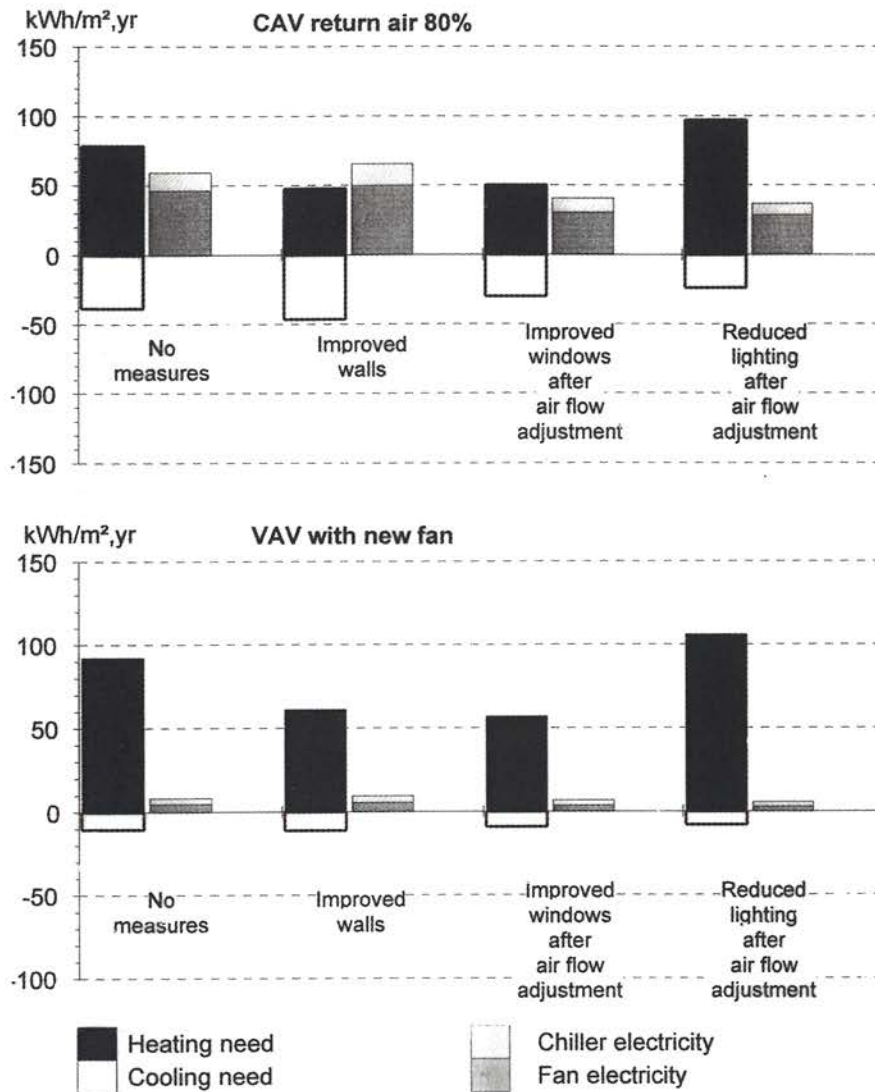 kWh/m²,yr
CAV return air 80%
150
100
50
0
-50
-100
-150
No
measures
Improved
walls
Improved
windows
after
air flow
adjustment
Reduced
lighting
after
air flow
adjustment
kWh/m²,yr
VAV with new fan
150
100
50
0
-50
-100
No
measures
Improved
walls
Improved
windows
after
air flow
adjustment
Reduced
lighting
after
air flow
adjustment
Heating need
Cooling need
Chiller electricity
Fan electricity